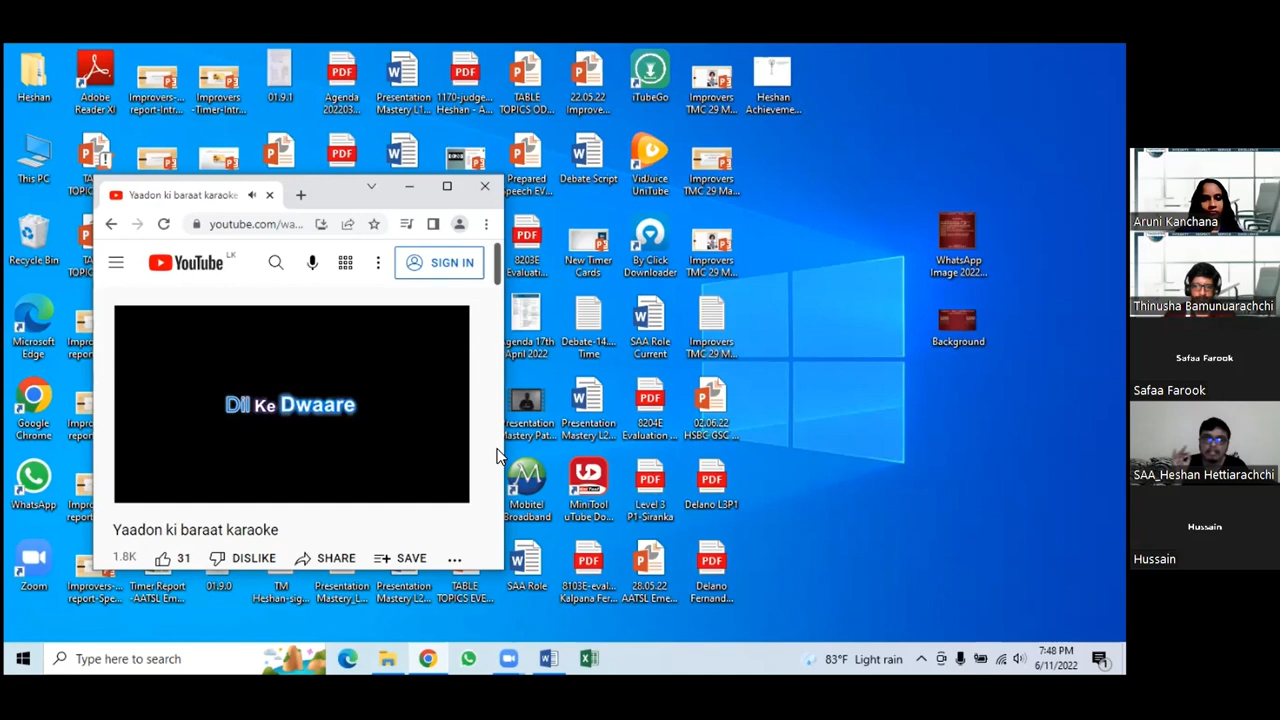 Heshan
Adobe
Reader XI
Improvers-...
report-Intr...
Improvers
-Timer-Intr...
01.9.1
Agenda
202203...
Presentation
Mastery L1...
1170-judge...
Heshan - A...
TABLE
TOPICS OD...
22.05.22
Improve...
iTubeGo
Improvers
TMC 29 M...
Heshan
Achieveme...
This PC
Prepared
Speech EV...
Debate Script
VidJuice
UniTube
Improvers
TMC 29 Ma...
Yaadon ki baraat karaoke
youtube.com/wa...
Recycle Bin
8203E
Evaluati...
New Timer
Cards
By Click
Downloader
Improvers
TMC 29 M...
WhatsApp
Image 2022...
YouTube LK
SIGN IN
Microsoft
Edge
Agenda 17th
April 2022
Debate-14....
Time
SAA Role
Current
Improvers
TMC 29 M...
Background
Dil Ke Dwaare
Google
Chrome
Presentation
Mastery Pat...
Presentation
Mastery L2...
8204E
Evaluation ...
02.06.22
HSBC GSC ...
WhatsApp
Mobitel
Broadband
MiniTool
uTube Do...
Level 3
P1-Siranka
Delano L3P1
Yaadon ki baraat karaoke
1.8K
31
DISLIKE
SHARE
SAVE
...
Zoom
Improvers-
report-Spe...
Timer Report
-AATSL Em...
01.9.0
TM
Heshan-sig...
Presentation
Mastery_L...
Presentation
Mastery L2...
TABLE
TOPICS EVE...
SAA Role
8103E-eval...
Kalpana Fer...
28.05.22
AATSL Eme...
Delano
Fernand...
Type here to search
83°F Light rain
7:48 PM
6/11/2022
Aruni Kanchana
Thinusha Bamunuarachchi
Safaa Farook
Safaa Farook
SAA_Heshan Hettiarachchi
Hussain
Hussain